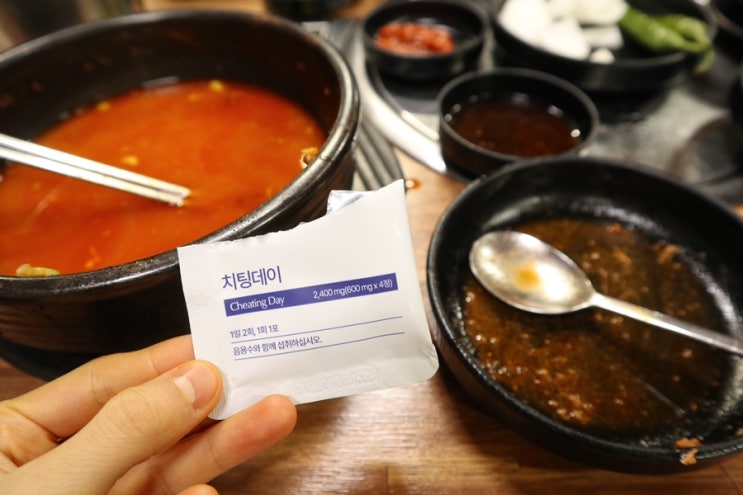 치팅데이
Cheating Day 2,400 mg(600 mg x 4정)
1일 2회, 1회 1포
음용수와 함께 섭취하십시오.